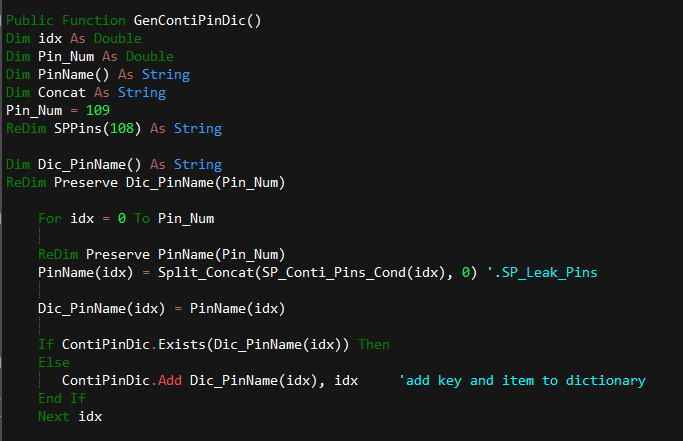 Public Function GenContiPinDic()
Dim idx As Double
Dim Pin_Num As Double
Dim PinName() As String
Dim Concat As String
Pin_Num = 109
ReDim SPPins(108) As String
Dim Dic_PinName() As String
ReDim Preserve Dic_PinName(Pin_Num)
For idx = 0 To Pin_Num
ReDim Preserve PinName(Pin_Num)
PinName(idx) = Split_Concat(SP_Conti_Pins_Cond(idx), 0) '.SP_Leak_Pins
Dic_PinName(idx) = PinName(idx)
If ContiPinDic.Exists(Dic_PinName(idx)) Then
Else
ContiPinDic.Add Dic_PinName(idx), idx 'add key and item to dictionary
End If
Next idx